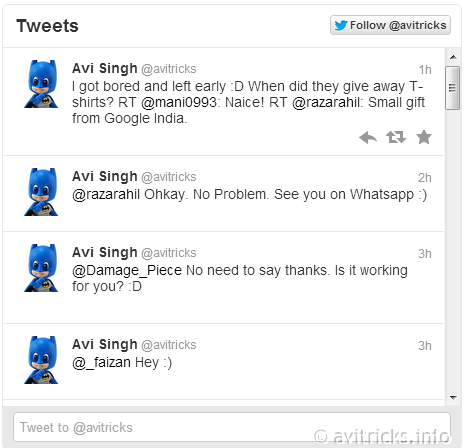 Tweets
Follow @avitricks
Avi Singh @avitricks 1h
I got bored and left early :D When did they give away T-
shirts? RT @mani0993: Naice! RT @razarahil: Small gift
from Google India.
Avi Singh @avitricks 2h
@razarahil Ohkay. No Problem. See you on Whatsapp :)
Avi Singh @avitricks 3h
@Damage_Piece No need to say thanks. Is it working
for you? :D
Avi Singh @avitricks 3h
@_faizan Hey :)
Tweet to @avitricks
© avitricks.info